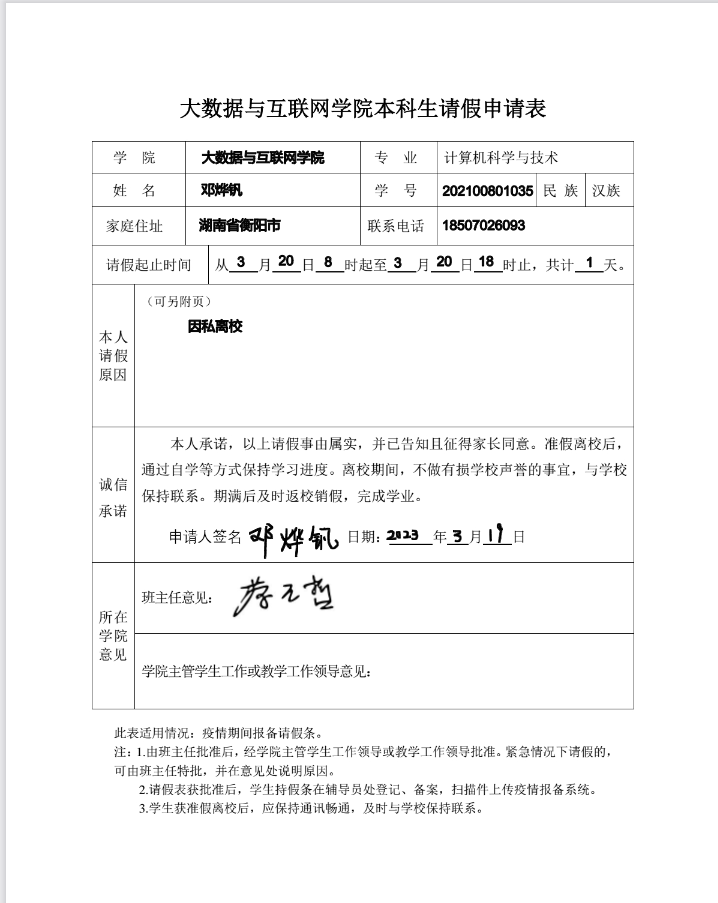 大数据与互联网学院本科生请假申请表
学 院 大数据与互联网学院 专 业 计算机科学与技术
姓 名 邓烨钒 学 号 202100801035 民 族 汉族
家庭住址 湖南省衡阳市 联系电话 18507026093
请假起止时间 从 3 月 20 日 8 时起至 3 月 20 日 18 时止，共计 1 天。
本人
请假
原因
（可另附页）
因私离校
诚信
承诺
本人承诺，以上请假事由属实，并已告知且征得家长同意。准假离校后，
通过自学等方式保持学习进度。离校期间，不做有损学校声誉的事宜，与学校
保持联系。期满后及时返校销假，完成学业。
申请人签名 邓烨钒 日期: 2023 年 3 月 19 日
所在
学院
意见
班主任意见：
学院主管学生工作或教学工作领导意见：
此表适用情况：疫情期间报备请假条。
注：1.由班主任批准后，经学院主管学生工作领导或教学工作领导批准。紧急情况下请假的，
可由班主任特批，并在意见处说明原因。
2.请假表获批准后，学生持假条在辅导员处登记、备案，扫描件上传疫情报备系统。
3.学生获准假离校后，应保持通讯畅通，及时与学校保持联系。